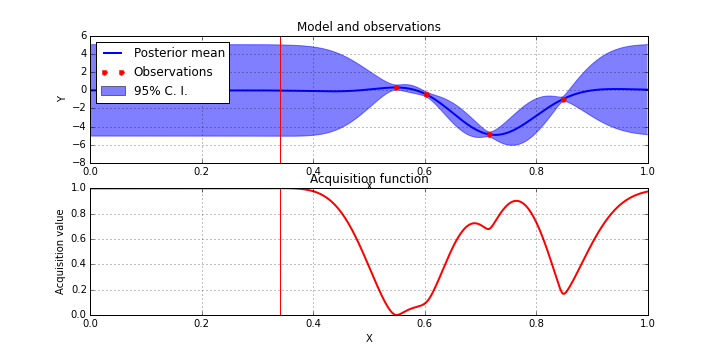 Model and observations
6
4
2
0
−2
−4
−6
−8
Y
Posterior mean
Observations
95% C. I.
0.0 0.2 0.4 0.6 0.8 1.0
X
Acquisition function
1.0
0.8
0.6
0.4
0.2
0.0
Acquisition value
0.0 0.2 0.4 0.6 0.8 1.0
X